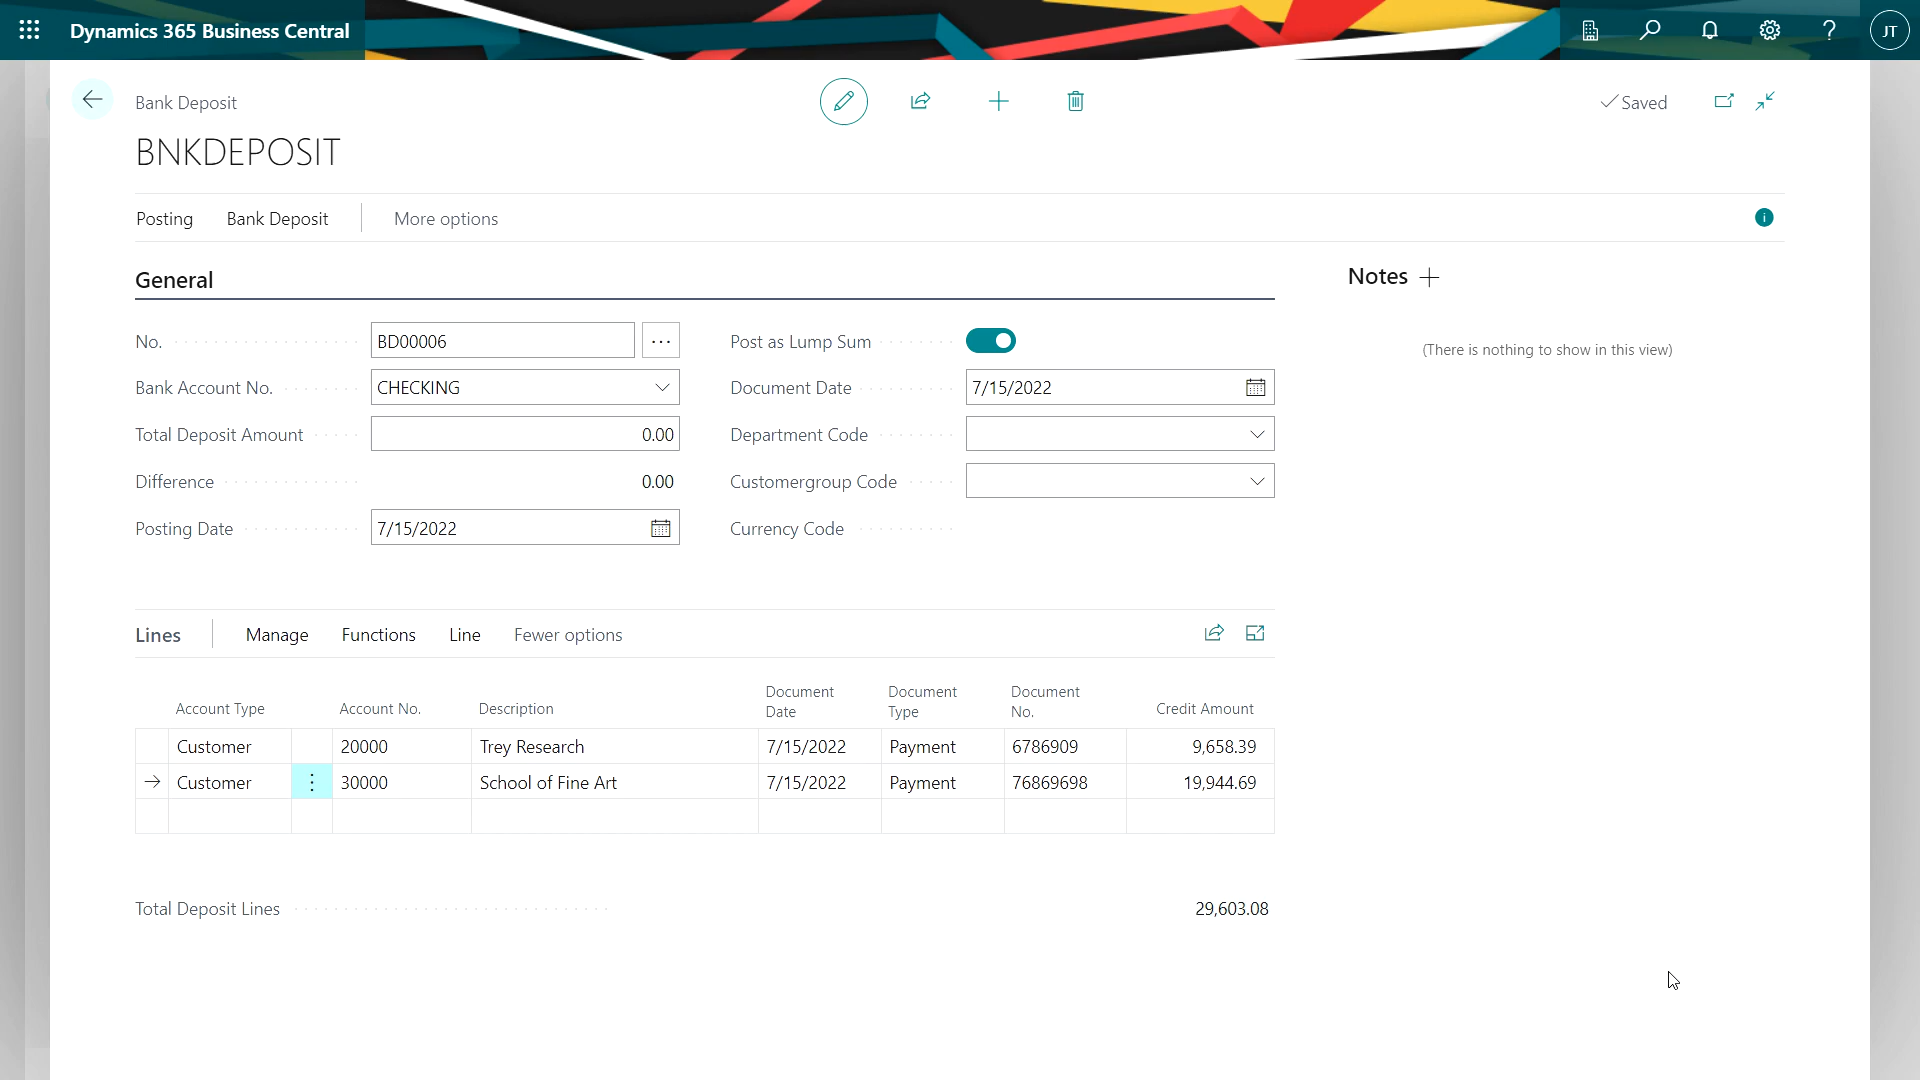 Dynamics 365 Business Central
JT
Bank Deposit
Saved
BNKDEPOSIT
Posting Bank Deposit More options
General
Notes
No. BD00006
Post as Lump Sum
(There is nothing to show in this view)
Bank Account No. CHECKING
Document Date 7/15/2022
Total Deposit Amount 0.00
Department Code
Difference 0.00
Customergroup Code
Posting Date 7/15/2022
Currency Code
Lines Manage Functions Line Fewer options
Account Type Account No. Description Document Date Document Type Document No. Credit Amount
Customer 20000 Trey Research 7/15/2022 Payment 6786909 9,658.39
Customer 30000 School of Fine Art 7/15/2022 Payment 76869698 19,944.69
Total Deposit Lines 29,603.08